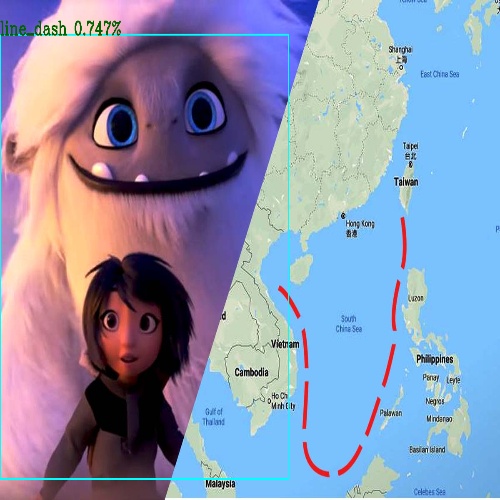 line_dash 0.747%
Shanghai
上海
East China Sea
Taipei
台北
Taiwan
Hong Kong
香港
Luzon
South
China Sea
Vietnam
Cambodia
Philippines
Panay
Leyte
Ho Chi
Minh City
Negros
Gulf of
Thailand
Palawan
Mindanao
Basilan Island
Malaysia
Celebes Sea